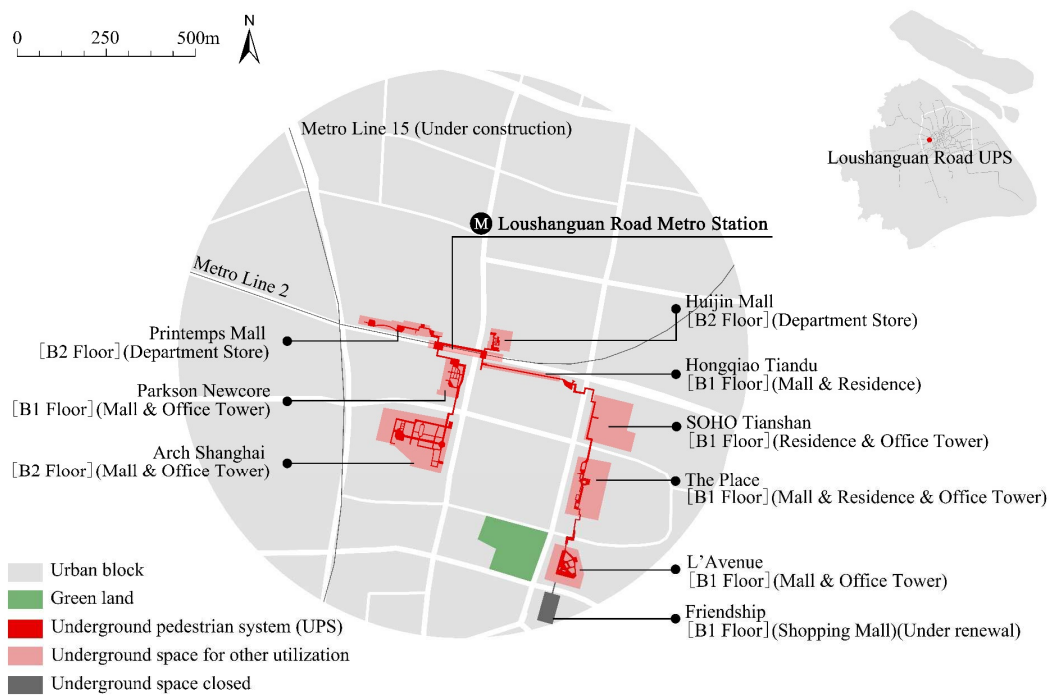 0 250 500m
N
Metro Line 15 (Under construction)
Loushanguan Road UPS
M Loushanguan Road Metro Station
Metro Line 2
Printemps Mall
[B2 Floor](Department Store)
Parkson Newcore
[B1 Floor](Mall & Office Tower)
Arch Shanghai
[B2 Floor](Mall & Office Tower)
Huijin Mall
[B2 Floor](Department Store)
Hongqiao Tiandu
[B1 Floor](Mall & Residence)
SOHO Tianshan
[B1 Floor](Residence & Office Tower)
The Place
[B1 Floor](Mall & Residence & Office Tower)
L’Avenue
[B1 Floor](Mall & Office Tower)
Friendship
[B1 Floor](Shopping Mall)(Under renewal)
Urban block
Green land
Underground pedestrian system (UPS)
Underground space for other utilization
Underground space closed